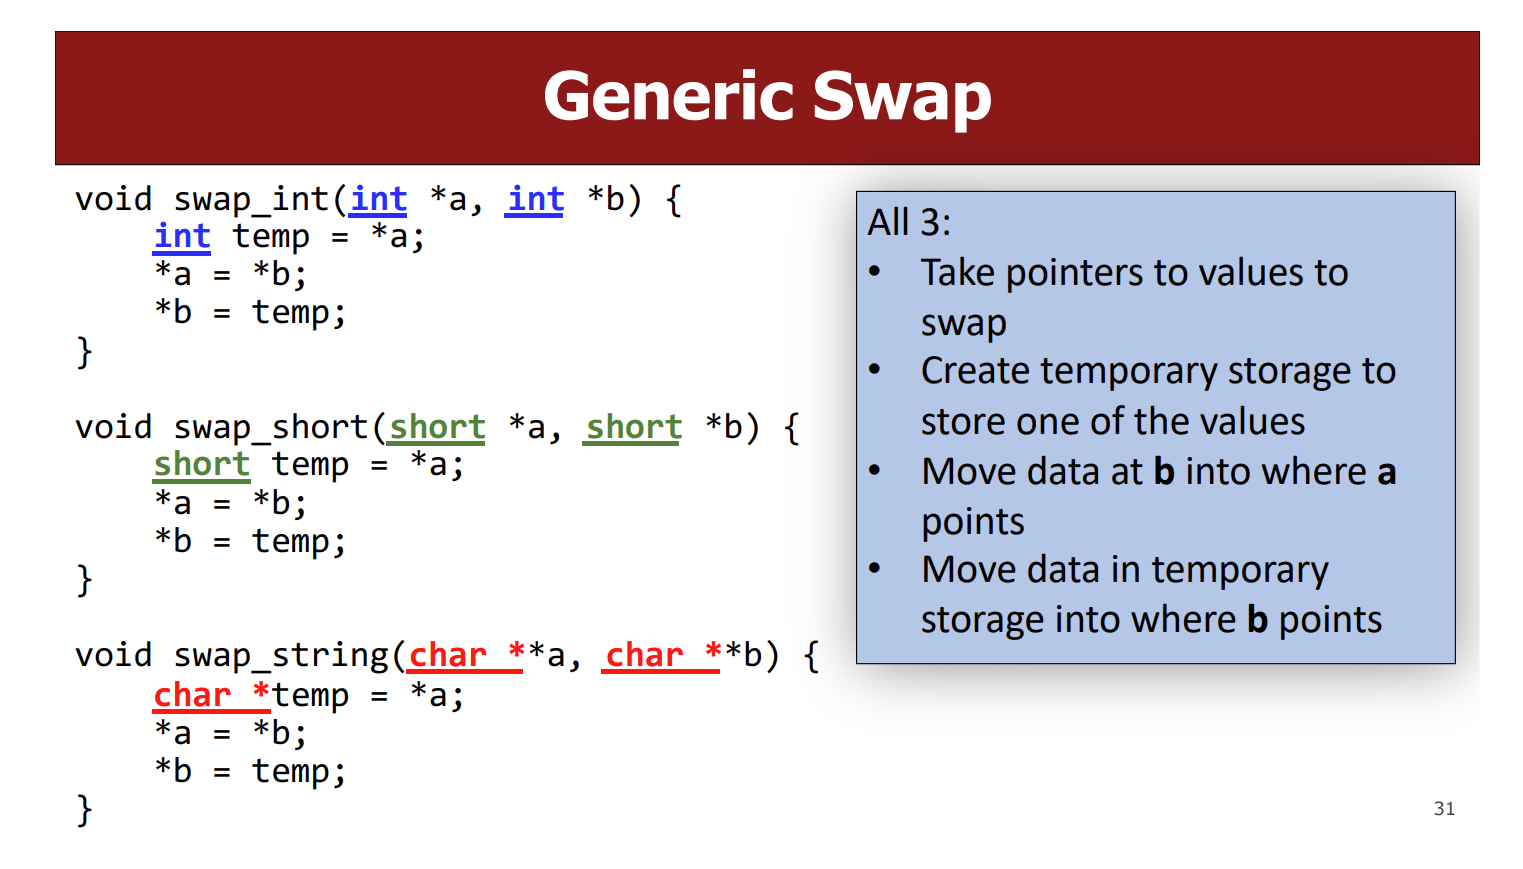 Generic Swap
void swap_int(int *a, int *b) {
    int temp = *a;
    *a = *b;
    *b = temp;
}
void swap_short(short *a, short *b) {
    short temp = *a;
    *a = *b;
    *b = temp;
}
void swap_string(char **a, char **b) {
    char *temp = *a;
    *a = *b;
    *b = temp;
}
All 3:
• Take pointers to values to
swap
• Create temporary storage to
store one of the values
• Move data at b into where a
points
• Move data in temporary
storage into where b points
31